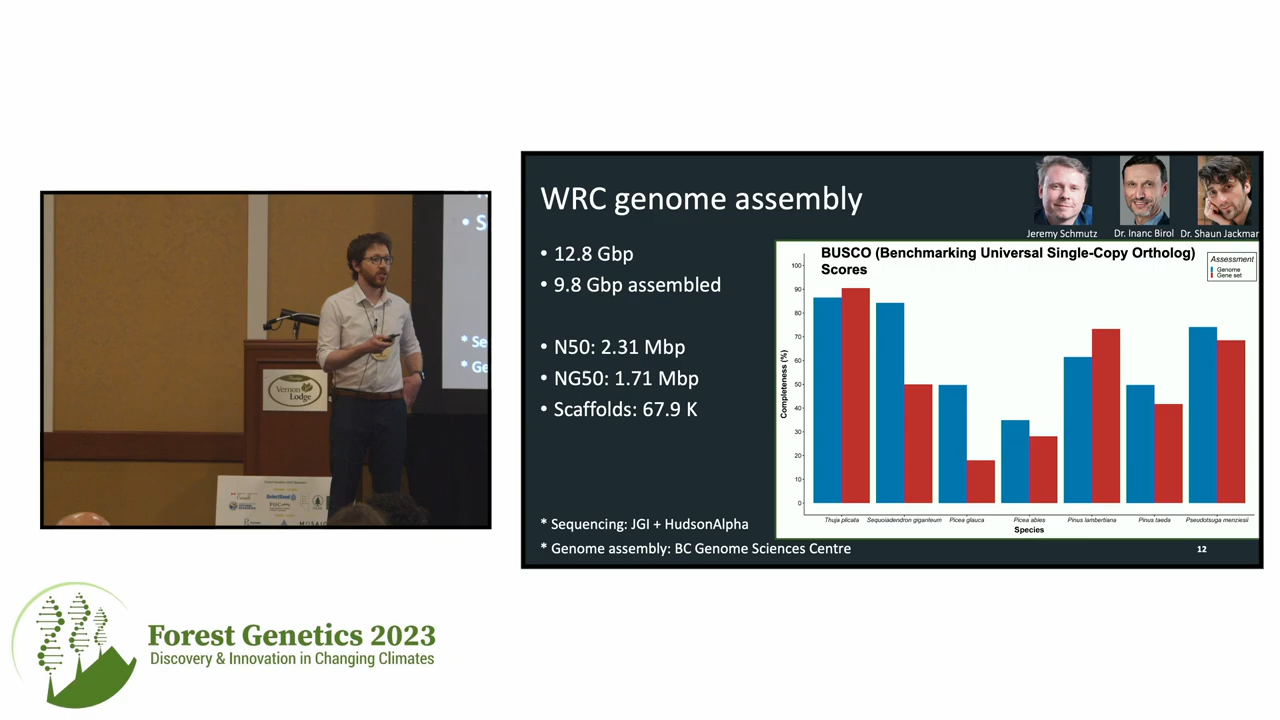 WRC genome assembly
• 12.8 Gbp
• 9.8 Gbp assembled
• N50: 2.31 Mbp
• NG50: 1.71 Mbp
• Scaffolds: 67.9 K
* Sequencing: JGI + HudsonAlpha
* Genome assembly: BC Genome Sciences Centre
Jeremy Schmutz
Dr. Inanc Birol
Dr. Shaun Jackmar
BUSCO (Benchmarking Universal Single-Copy Ortholog)
Scores
Assessment
Genome
Gene set
Completeness (%)
100
90
80
70
60
50
40
30
20
10
0
Thuja plicata
Sequoiadendron giganteum
Picea glauca
Picea abies
Pinus lambertiana
Pinus taeda
Pseudotsuga menziesii
Species
12
• S
* Se
* Ge
Vernon
Lodge
Forest Genetics 2023
Discovery & Innovation in Changing Climates